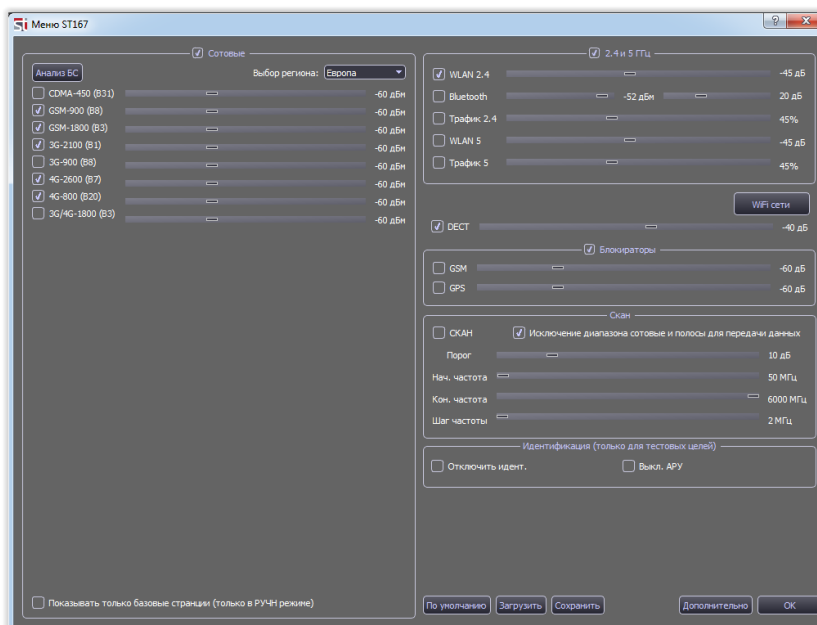 Меню ST167
Сотовые
Анализ БС
Выбор региона: Европа
CDMA-450 (B31) -60 дБм
GSM-900 (B8) -60 дБм
GSM-1800 (B3) -60 дБм
3G-2100 (B1) -60 дБм
3G-900 (B8) -60 дБм
4G-2600 (B7) -60 дБм
4G-800 (B20) -60 дБм
3G/4G-1800 (B3) -60 дБм
Показывать только базовые странции (только в РУЧН режиме)
2.4 и 5 ГГц
WLAN 2.4 -45 дБ
Bluetooth -52 дБм 20 дБ
Трафик 2.4 45%
WLAN 5 -45 дБ
Трафик 5 45%
WiFi сети
DECT -40 дБ
Блокираторы
GSM -60 дБ
GPS -60 дБ
Скан
СКАН Исключение диапазона сотовые и полосы для передачи данных
Порог 10 дБ
Нач. частота 50 МГц
Кон. частота 6000 МГц
Шаг частоты 2 МГц
Идентификация (только для тестовых целей)
Отключить идент. Выкл. АРУ
По умолчанию Загрузить Сохранить Дополнительно OK